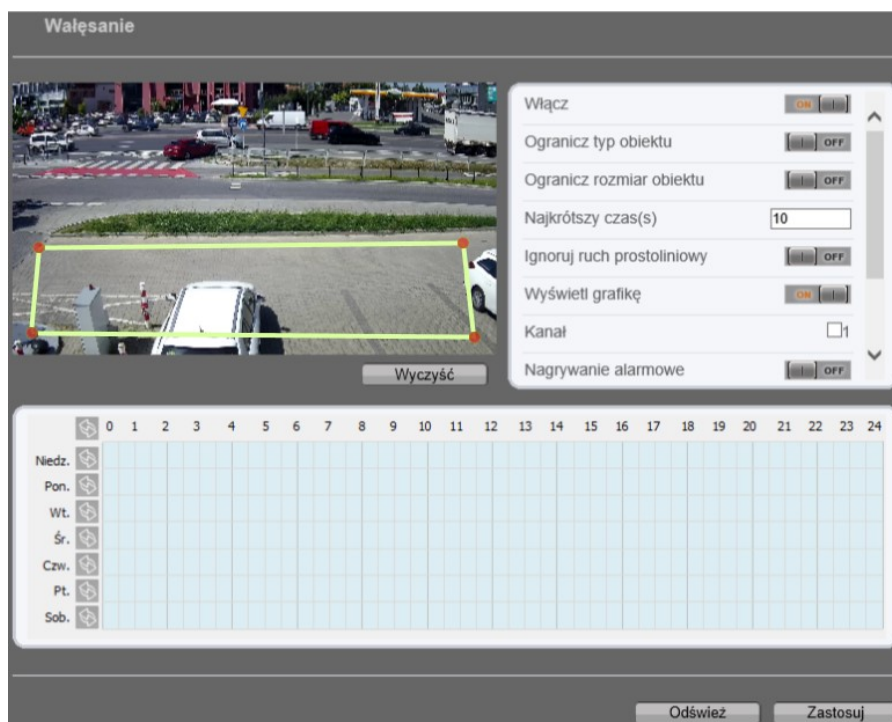 Wałęsanie
Włącz ON
Ogranicz typ obiektu OFF
Ogranicz rozmiar obiektu OFF
Najkrótszy czas(s) 10
Ignoruj ruch prostoliniowy OFF
Wyświetl grafikę ON
Kanał 1
Nagrywanie alarmowe OFF
Wyczyść
0 1 2 3 4 5 6 7 8 9 10 11 12 13 14 15 16 17 18 19 20 21 22 23 24
Niedz.
Pon.
Wt.
Śr.
Czw.
Pt.
Sob.
Odśwież Zastosuj